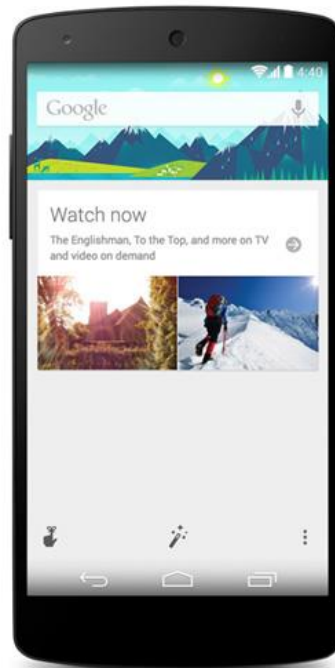 4:40
Google
Watch now
The Englishman, To the Top, and more on TV
and video on demand